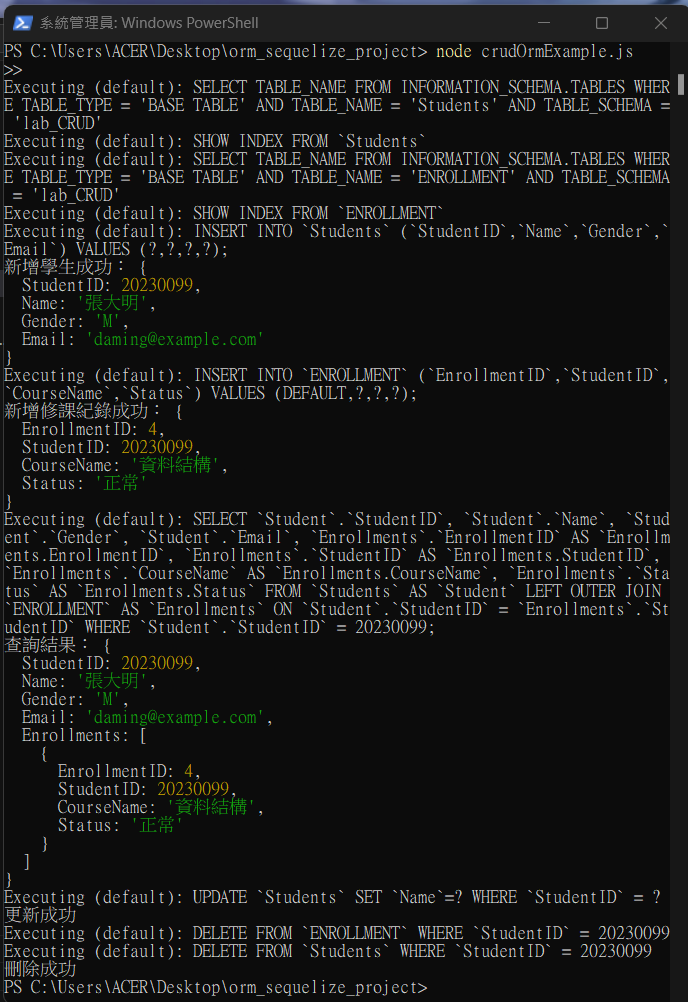 系統管理員: Windows PowerShell
PS C:\Users\ACER\Desktop\orm_sequelize_project> node crudOrmExample.js
>>
Executing (default): SELECT TABLE_NAME FROM INFORMATION_SCHEMA.TABLES WHER
E TABLE_TYPE = 'BASE TABLE' AND TABLE_NAME = 'Students' AND TABLE_SCHEMA =
 'lab_CRUD'
Executing (default): SHOW INDEX FROM `Students`
Executing (default): SELECT TABLE_NAME FROM INFORMATION_SCHEMA.TABLES WHER
E TABLE_TYPE = 'BASE TABLE' AND TABLE_NAME = 'ENROLLMENT' AND TABLE_SCHEMA
 = 'lab_CRUD'
Executing (default): SHOW INDEX FROM `ENROLLMENT`
Executing (default): INSERT INTO `Students` (`StudentID`,`Name`,`Gender`,`
Email`) VALUES (?,?,?,?);
新增學生成功： {
  StudentID: 20230099,
  Name: '張大明',
  Gender: 'M',
  Email: 'daming@example.com'
}
Executing (default): INSERT INTO `ENROLLMENT` (`EnrollmentID`,`StudentID`,
`CourseName`,`Status`) VALUES (DEFAULT,?,?,?);
新增修課紀錄成功： {
  EnrollmentID: 4,
  StudentID: 20230099,
  CourseName: '資料結構',
  Status: '正常'
}
Executing (default): SELECT `Student`.`StudentID`, `Student`.`Name`, `Stud
ent`.`Gender`, `Student`.`Email`, `Enrollments`.`EnrollmentID` AS `Enrollm
ents.EnrollmentID`, `Enrollments`.`StudentID` AS `Enrollments.StudentID`,
`Enrollments`.`CourseName` AS `Enrollments.CourseName`, `Enrollments`.`Sta
tus` AS `Enrollments.Status` FROM `Students` AS `Student` LEFT OUTER JOIN
`ENROLLMENT` AS `Enrollments` ON `Student`.`StudentID` = `Enrollments`.`St
udentID` WHERE `Student`.`StudentID` = 20230099;
查詢結果： {
  StudentID: 20230099,
  Name: '張大明',
  Gender: 'M',
  Email: 'daming@example.com',
  Enrollments: [
    {
      EnrollmentID: 4,
      StudentID: 20230099,
      CourseName: '資料結構',
      Status: '正常'
    }
  ]
}
Executing (default): UPDATE `Students` SET `Name`=? WHERE `StudentID` = ?
更新成功
Executing (default): DELETE FROM `ENROLLMENT` WHERE `StudentID` = 20230099
Executing (default): DELETE FROM `Students` WHERE `StudentID` = 20230099
刪除成功
PS C:\Users\ACER\Desktop\orm_sequelize_project>